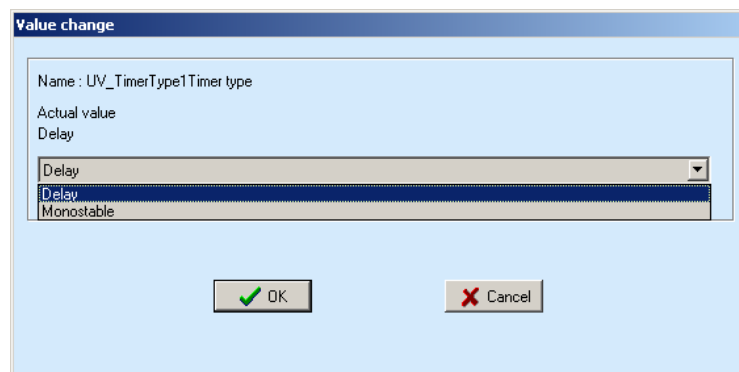 Value change
Name : UV_TimerType1Timer type
Actual value
Delay
Delay
Delay
Monostable
OK
Cancel